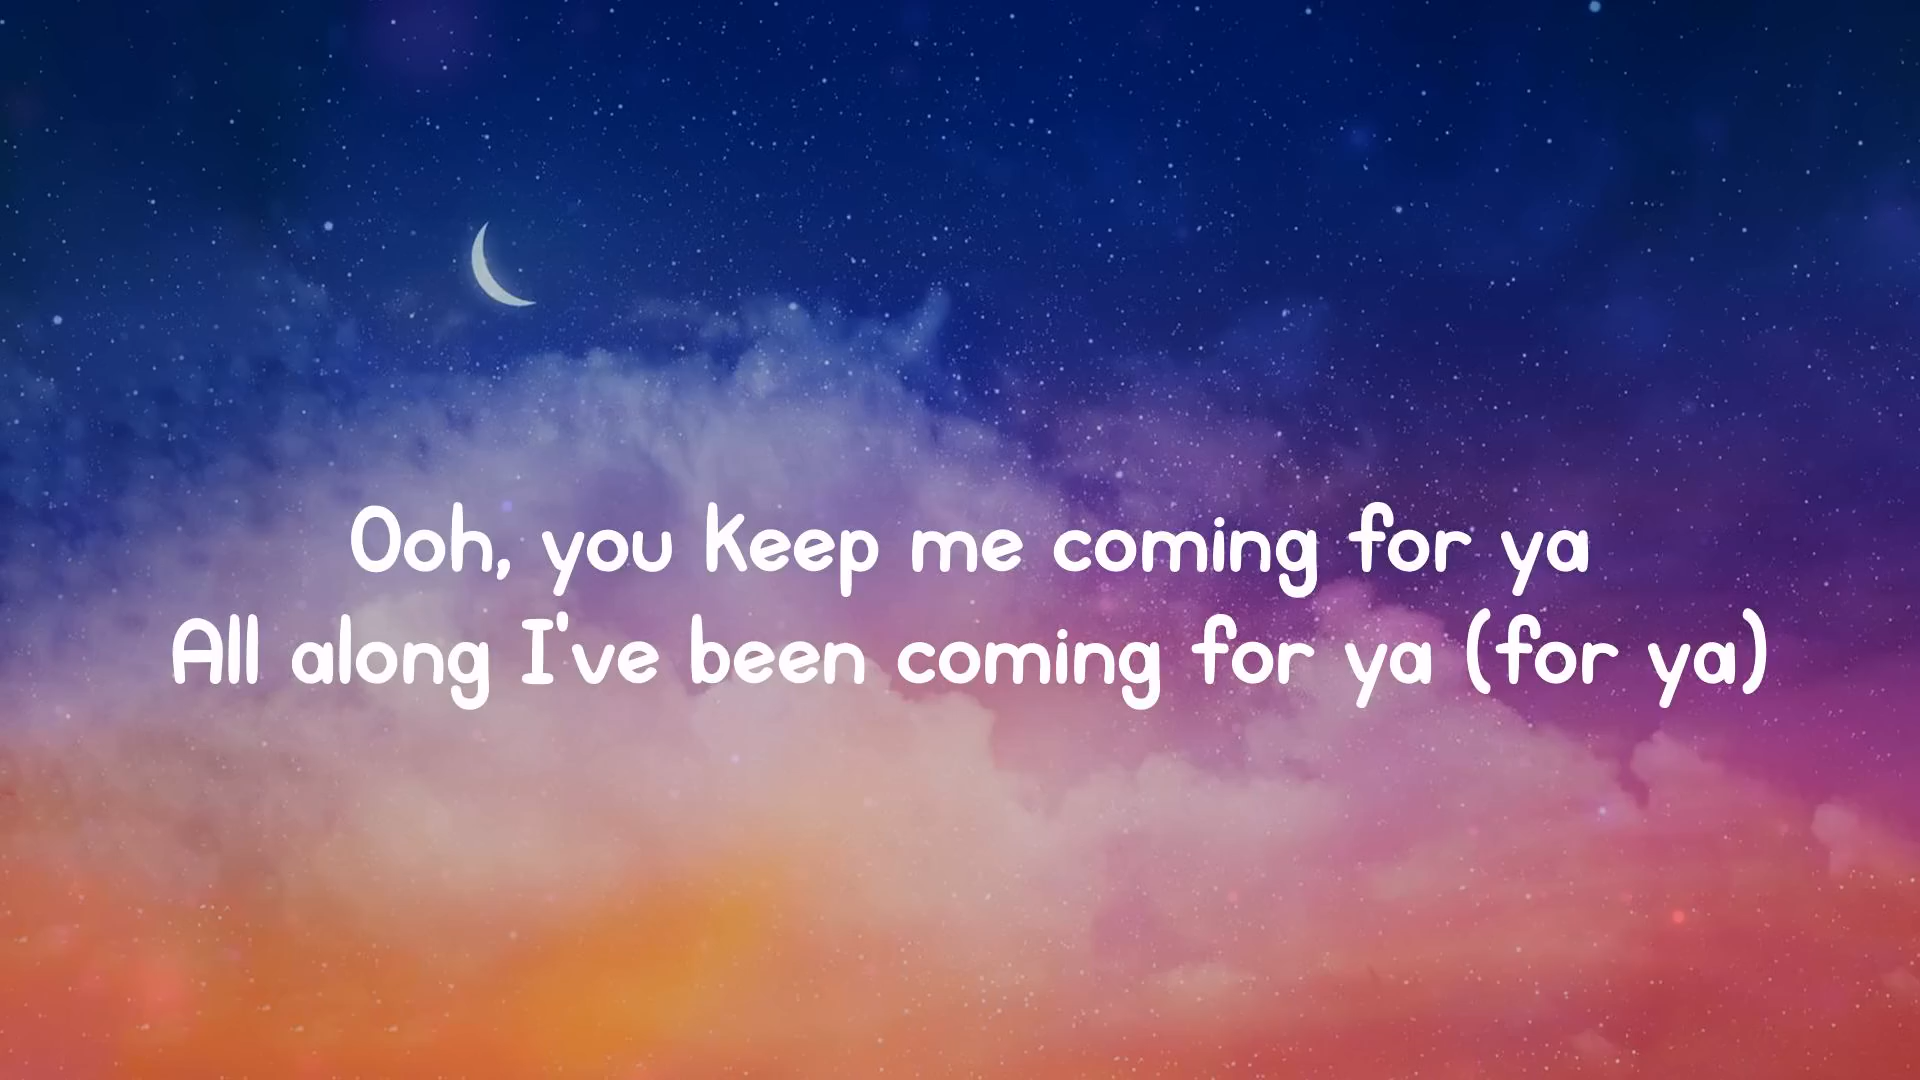 Ooh, you keep me coming for ya
All along I've been coming for ya (for ya)